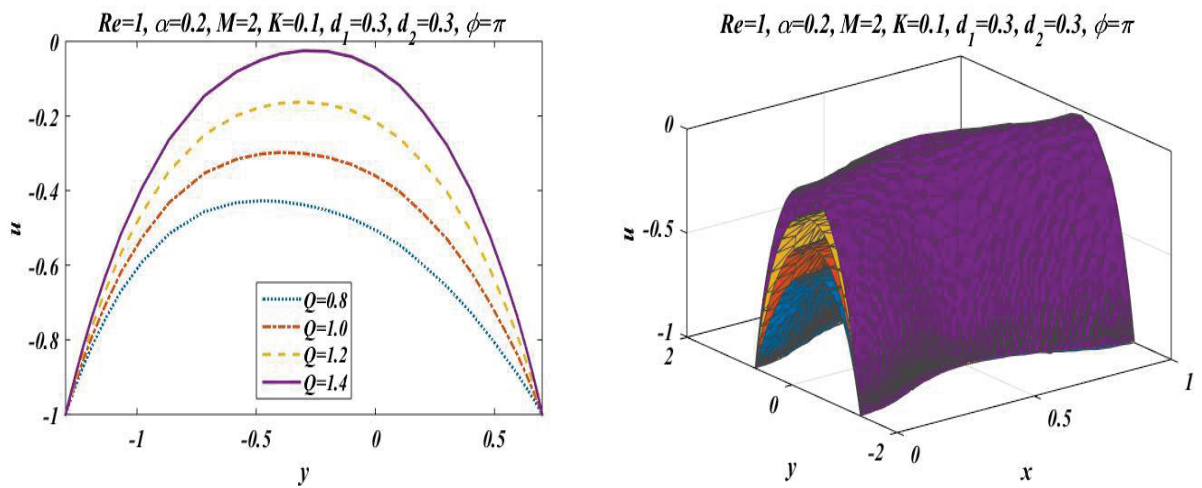 Re=1, α=0.2, M=2, K=0.1, d1=0.3, d2=0.3, ϕ=π
0
-0.2
-0.4
-0.6
-0.8
-1
u
Q=0.8
Q=1.0
Q=1.2
Q=1.4
-1
-0.5
0
0.5
y
Re=1, α=0.2, M=2, K=0.1, d1=0.3, d2=0.3, ϕ=π
0
-0.5
-1
u
2
0
-2
y
0
0.5
1
x